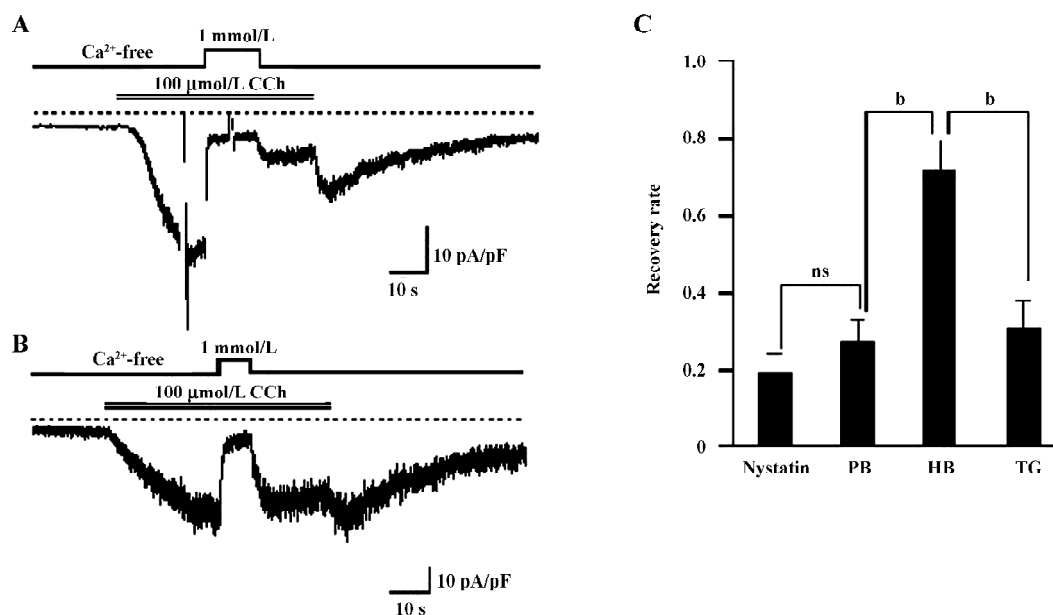 A
1 mmol/L
Ca²⁺-free
100 µmol/L CCh
10 pA/pF
10 s
B
1 mmol/L
Ca²⁺-free
100 µmol/L CCh
10 pA/pF
10 s
C
Recovery rate
1.0
0.8
0.6
0.4
0.2
0
b
b
ns
Nystatin PB HB TG